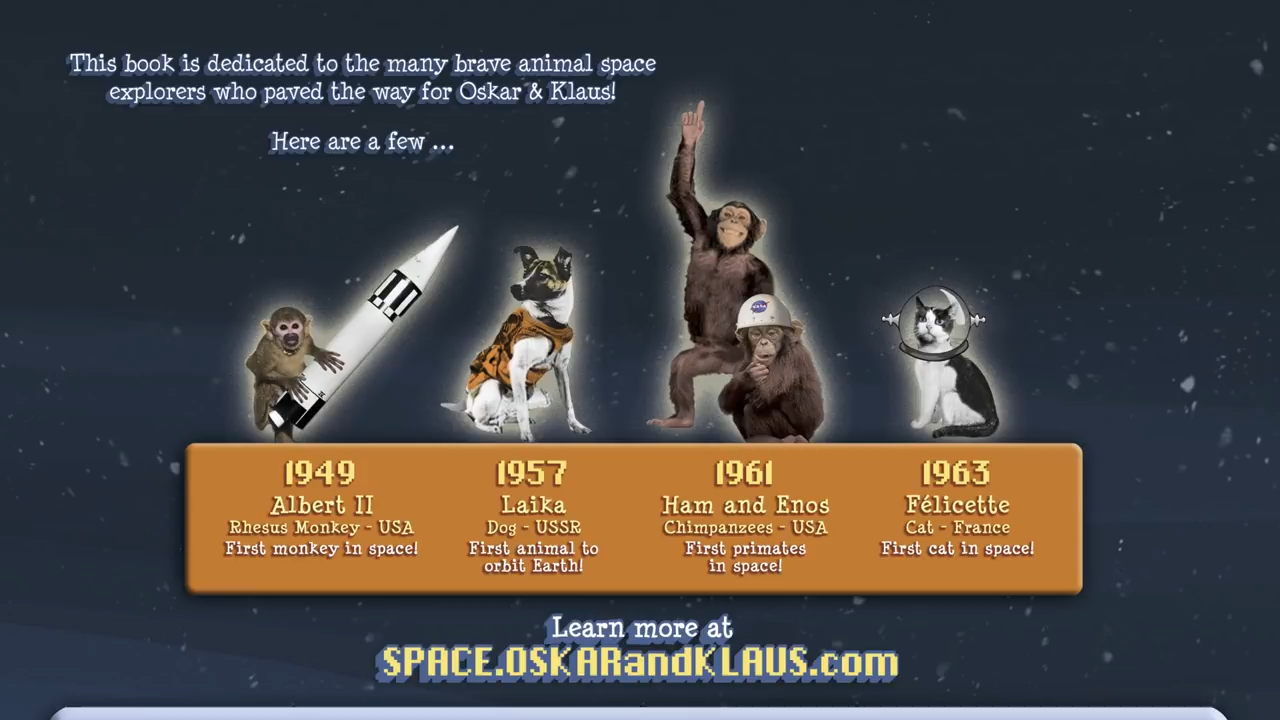 This book is dedicated to the many brave animal space
explorers who paved the way for Oskar & Klaus!
Here are a few ...
NASA
1949
Albert II
Rhesus Monkey - USA
First monkey in space!
1957
Laika
Dog - USSR
First animal to
orbit Earth!
1961
Ham and Enos
Chimpanzees - USA
First primates
in space!
1963
Félicette
Cat - France
First cat in space!
Learn more at
SPACE.OSKARandKLAUS.com